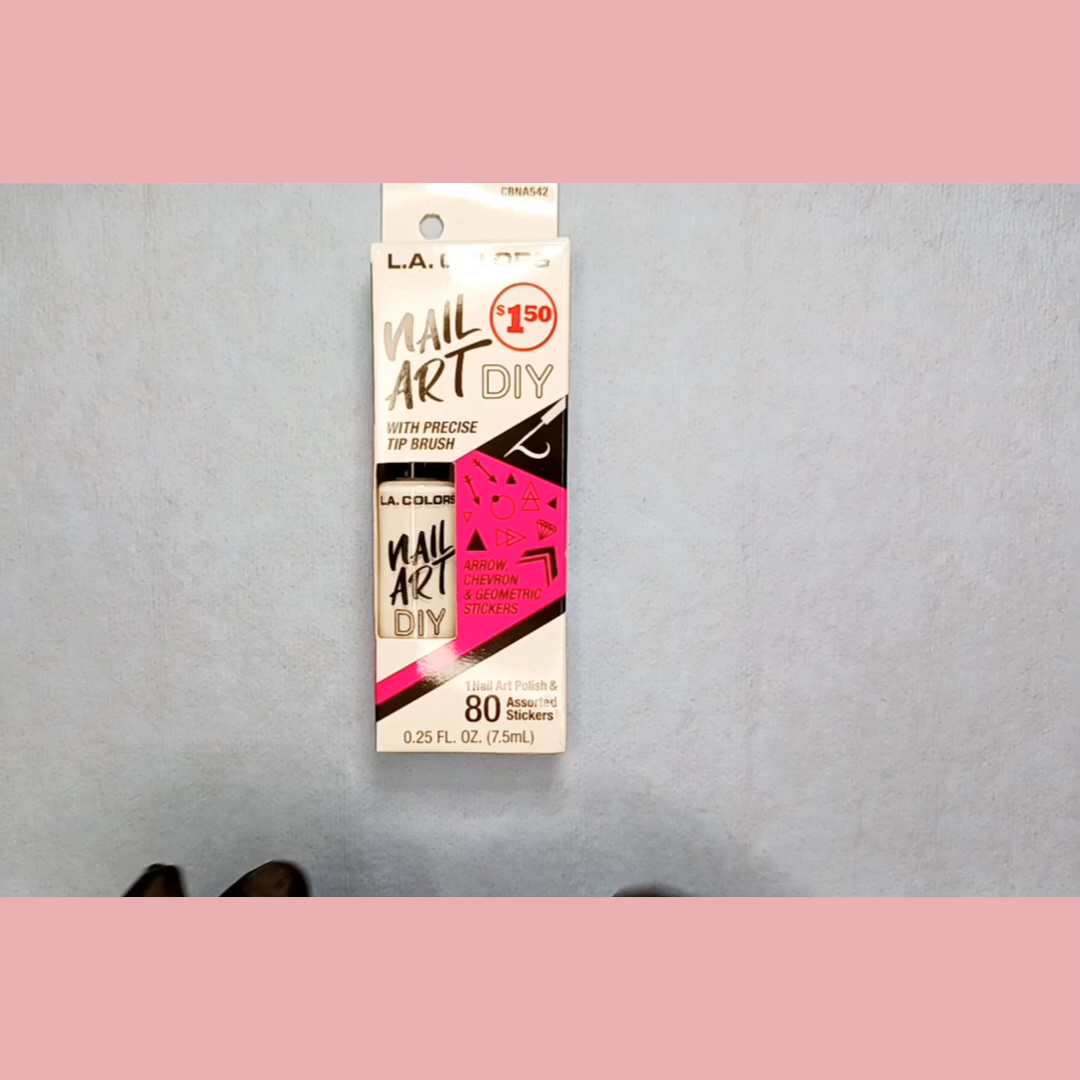 CBNA542
L.A. COLORS
NAIL
ART DIY
$1.50
WITH PRECISE
TIP BRUSH
L.A. COLORS
NAIL
ART
DIY
ARROW,
CHEVRON
& GEOMETRIC
STICKERS
1 Nail Art Polish &
80 Assorted
Stickers
0.25 FL. OZ. (7.5mL)